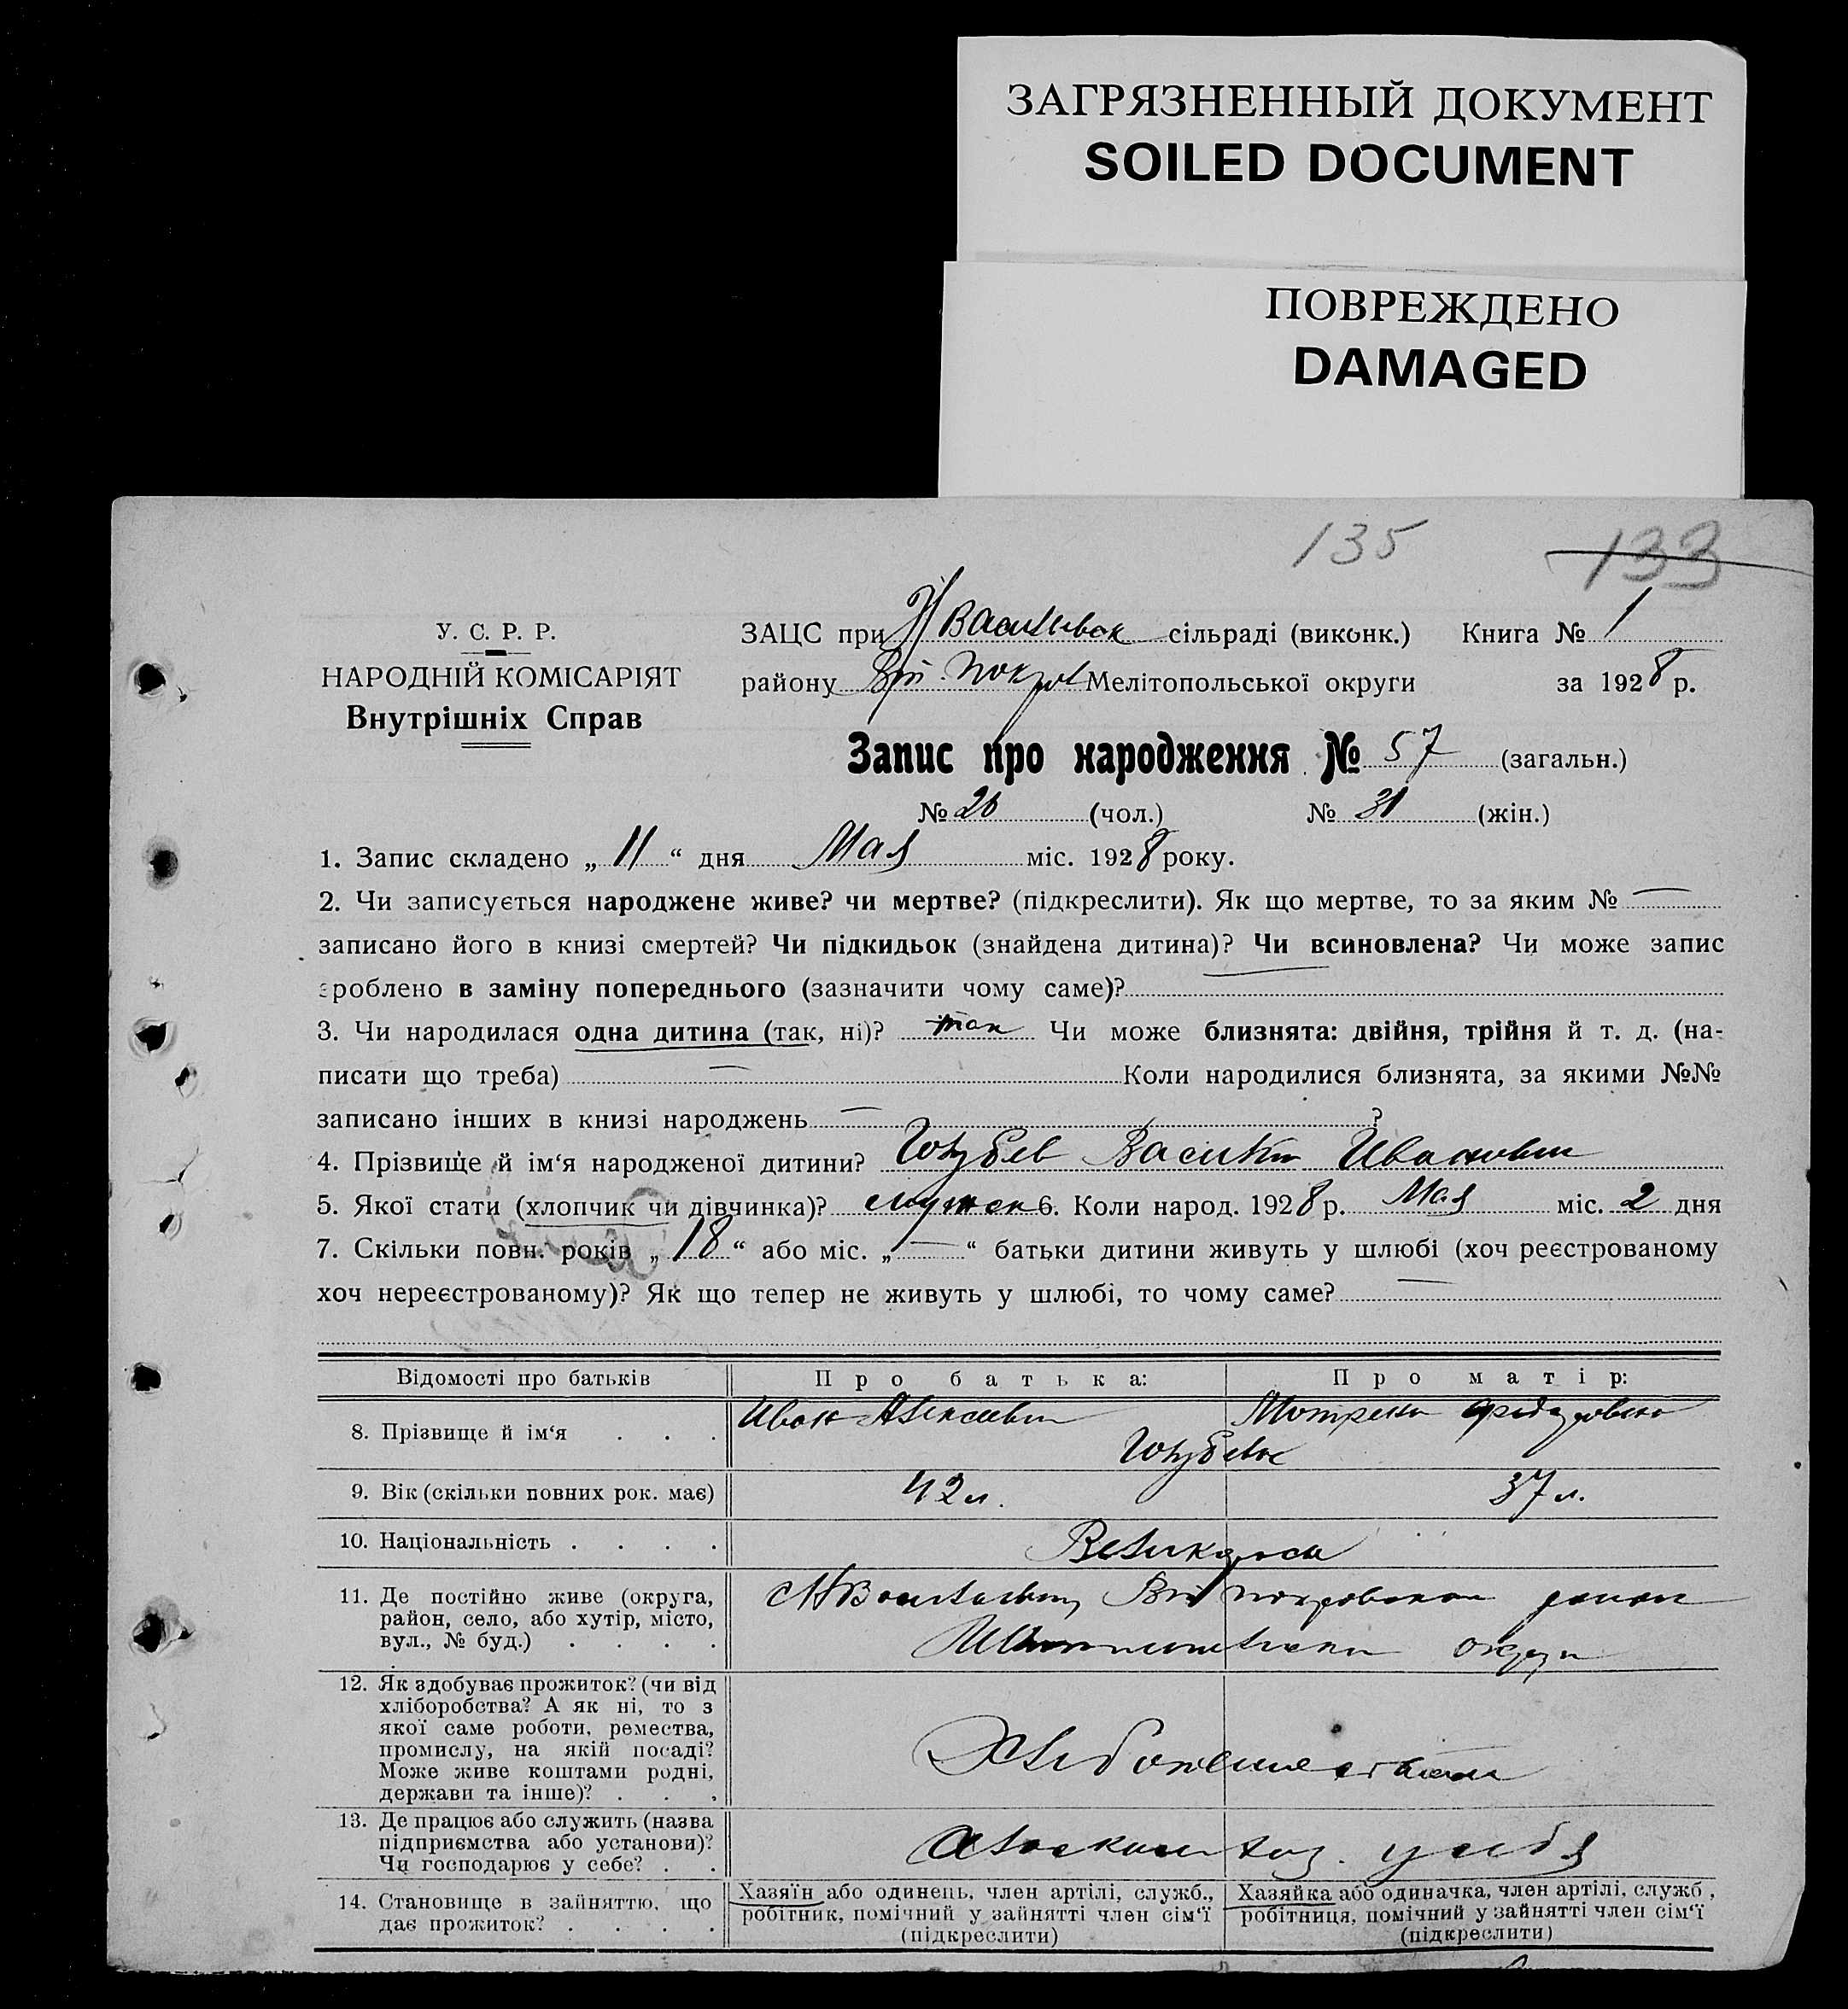 ЗАГРЯЗНЕННЫЙ ДОКУМЕНТ
SOILED DOCUMENT
ПОВРЕЖДЕНО
DAMAGED
135 133
У. С. Р. Р.
НАРОДНІЙ КОМІСАРІЯТ
Внутрішніх Справ
ЗАЦС при сільраді (виконк.) Книга № 1
району Мелітопольської округи за 1928 р.
Запис про народження № 57 (загальн.)
№ 26 (чол.) № 31 (жін.)
1. Запис складено „ 11 “ дня Мая міс. 1928 року.
2. Чи записується народжене живе? чи мертве? (підкреслити). Як що мертве, то за яким № —
записано його в книзі смертей? Чи підкидьок (знайдена дитина)? Чи всиновлена? Чи може запис
зроблено в заміну попереднього (зазначити чому саме)?
3. Чи народилася одна дитина (так, ні)? так Чи може близнята: двійня, трійня й т. д. (на-
писати що треба) — Коли народилися близнята, за якими №№
записано інших в книзі народжень — ?
4. Прізвище й ім‘я народженої дитини? Голубев Василий Иванович
5. Якої стати (хлопчик чи дівчинка)? 6. Коли народ. 1928 р. Мая міс. 2 дня
7. Скільки повн. років „ 18 “ або міс. „ — “ батьки дитини живуть у шлюбі (хоч реєстрованому
хоч нереєстрованому)? Як що тепер не живуть у шлюбі, то чому саме? —
Відомості про батьків Про батька: Про матір:
8. Прізвище й ім‘я . . . Иван Алексеевич Мотрена Федоровна
Голубевы
9. Вік (скільки повних рок. має) 42 л. 37 л.
10. Національність . . . . Великороси
11. Де постійно живе (округа,
район, село, або хутір, місто,
вул., № буд.) . . . .
12. Як здобуває прожиток? (чи від
хліборобства? А як ні, то з
якої саме роботи, ремества,
промислу, на якій посаді?
Може живе коштами родні,
держави та інше)? . . .
13. Де працює або служить (назва
підприємства або установи)?
Чи господарює у себе? . . у себя
14. Становище в зайняттю, що
дає прожиток? . . . .
Хазяїн або одинець, член артілі, служб.,
робітник, помічний у зайнятті член сім‘ї
(підкреслити)
Хазяйка або одиначка, член артілі, служб.,
робітниця, помічний у зайнятті член сім‘ї
(підкреслити)